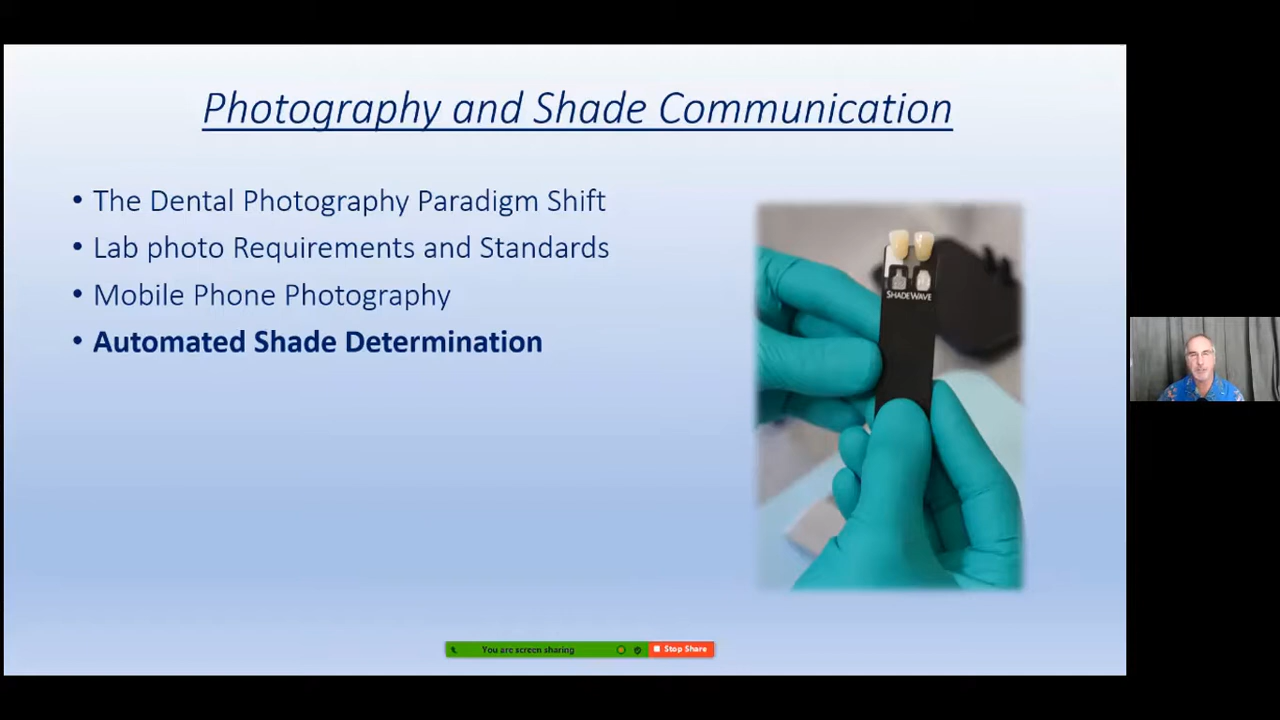 Photography and Shade Communication
• The Dental Photography Paradigm Shift
• Lab photo Requirements and Standards
• Mobile Phone Photography
• Automated Shade Determination
SHADEWAVE
You are screen sharing
Stop Share